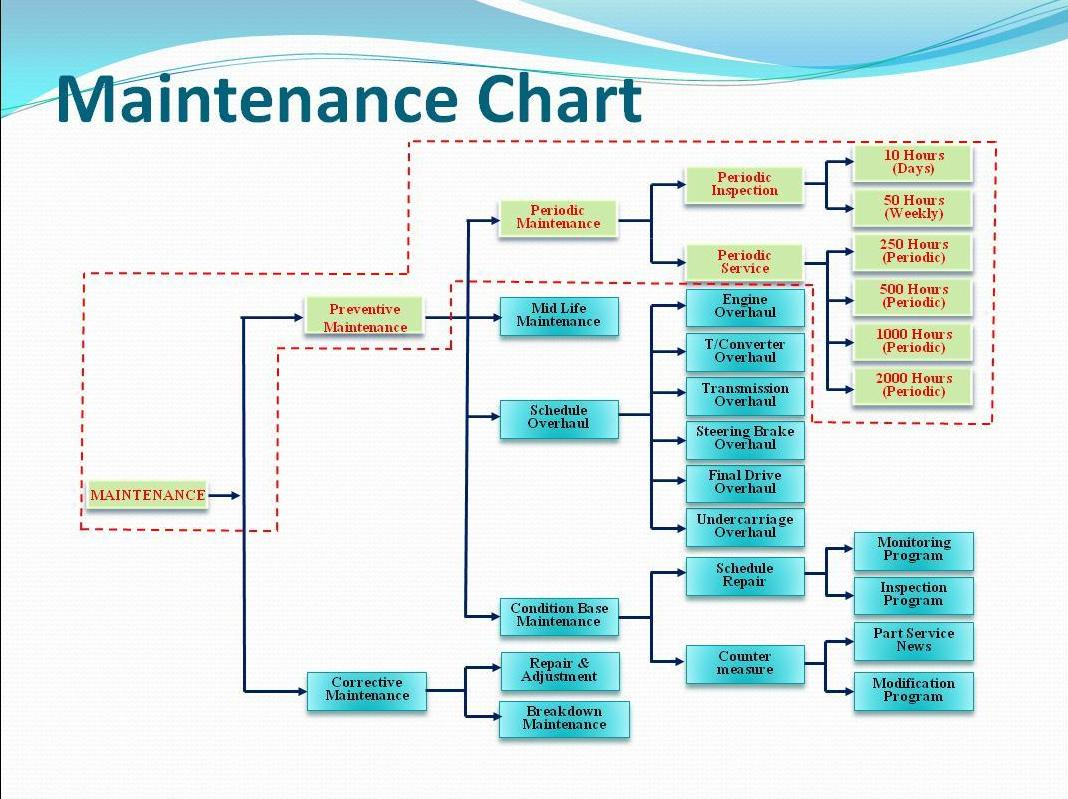 Maintenance Chart
10 Hours
(Days)
Periodic
Inspection
50 Hours
(Weekly)
Periodic
Maintenance
250 Hours
(Periodic)
Periodic
Service
500 Hours
(Periodic)
Preventive
Maintenance
Mid Life
Maintenance
Engine
Overhaul
1000 Hours
(Periodic)
T/Converter
Overhaul
2000 Hours
(Periodic)
Transmission
Overhaul
Schedule
Overhaul
Steering Brake
Overhaul
Final Drive
Overhaul
MAINTENANCE
Undercarriage
Overhaul
Monitoring
Program
Schedule
Repair
Inspection
Program
Condition Base
Maintenance
Part Service
News
Counter
measure
Repair &
Adjustment
Corrective
Maintenance
Modification
Program
Breakdown
Maintenance